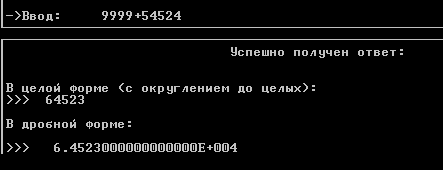 ->Ввод: 9999+54524
Успешно получен ответ:
В целой форме (с округлением до целых):
>>> 64523
В дробной форме:
>>> 6.4523000000000000E+004